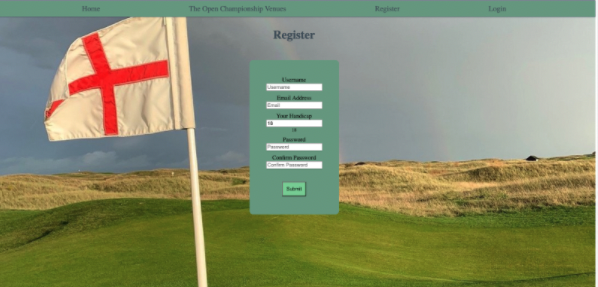 Home The Open Championship Venues Register Login
Register
Username
Username
Email Address
Email
Your Handicap
18
18
Password
Password
Confirm Password
Confirm Password
Submit